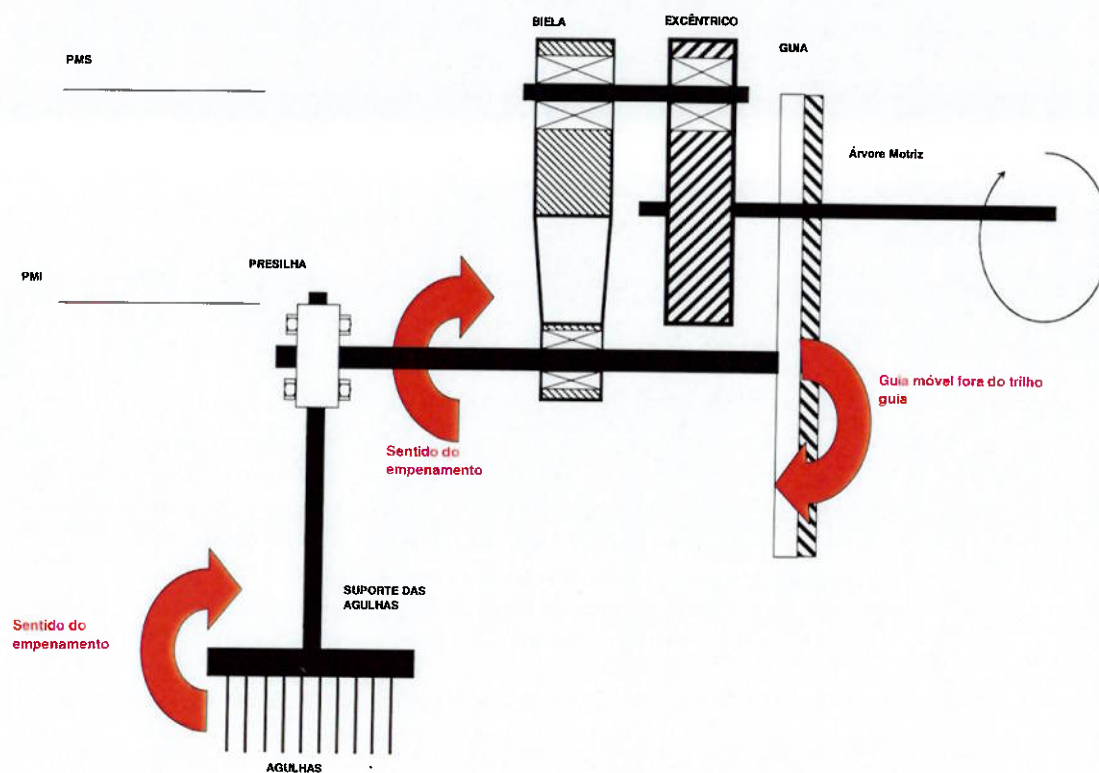 BIELA
EXCÊNTRICO
GUIA
PMS
Árvore Motriz
PRESILHA
PMI
Guia móvel fora do trilho
guia
Sentido do
empenamento
SUPORTE DAS
AGULHAS
Sentido do
empenamento
AGULHAS